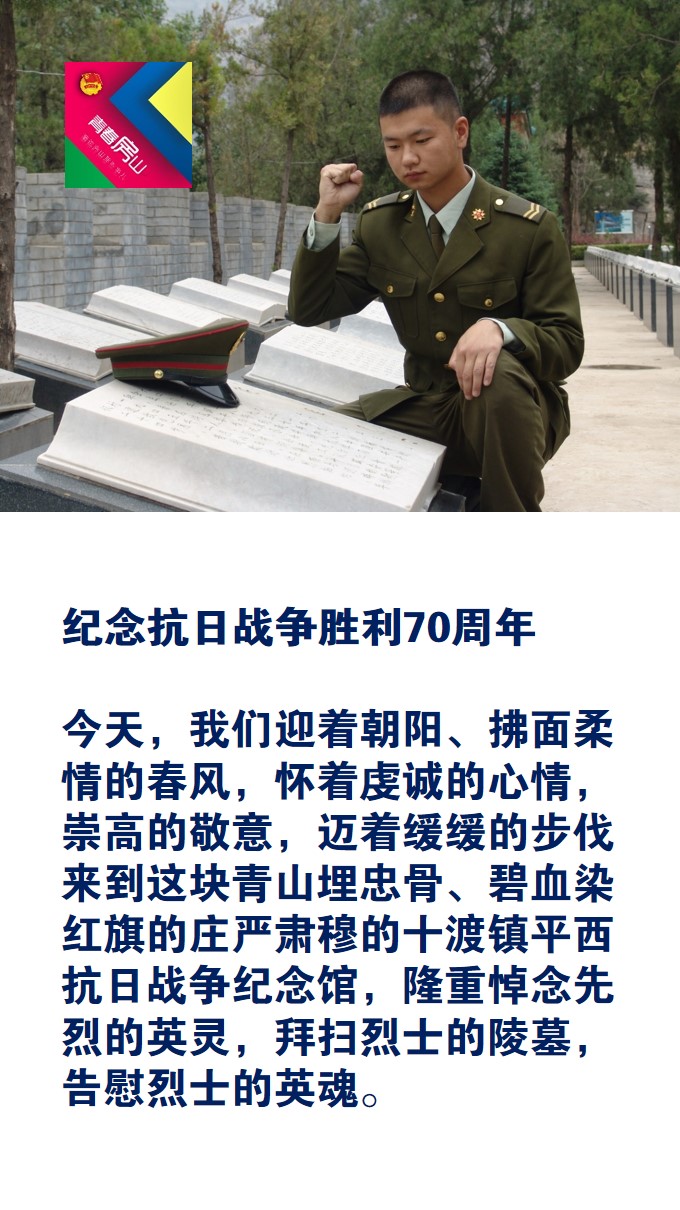 青春房山
纪念抗日战争胜利70周年
今天，我们迎着朝阳、拂面柔
情的春风，怀着虔诚的心情，
崇高的敬意，迈着缓缓的步伐
来到这块青山埋忠骨、碧血染
红旗的庄严肃穆的十渡镇平西
抗日战争纪念馆，隆重悼念先
烈的英灵，拜扫烈士的陵墓，
告慰烈士的英魂。